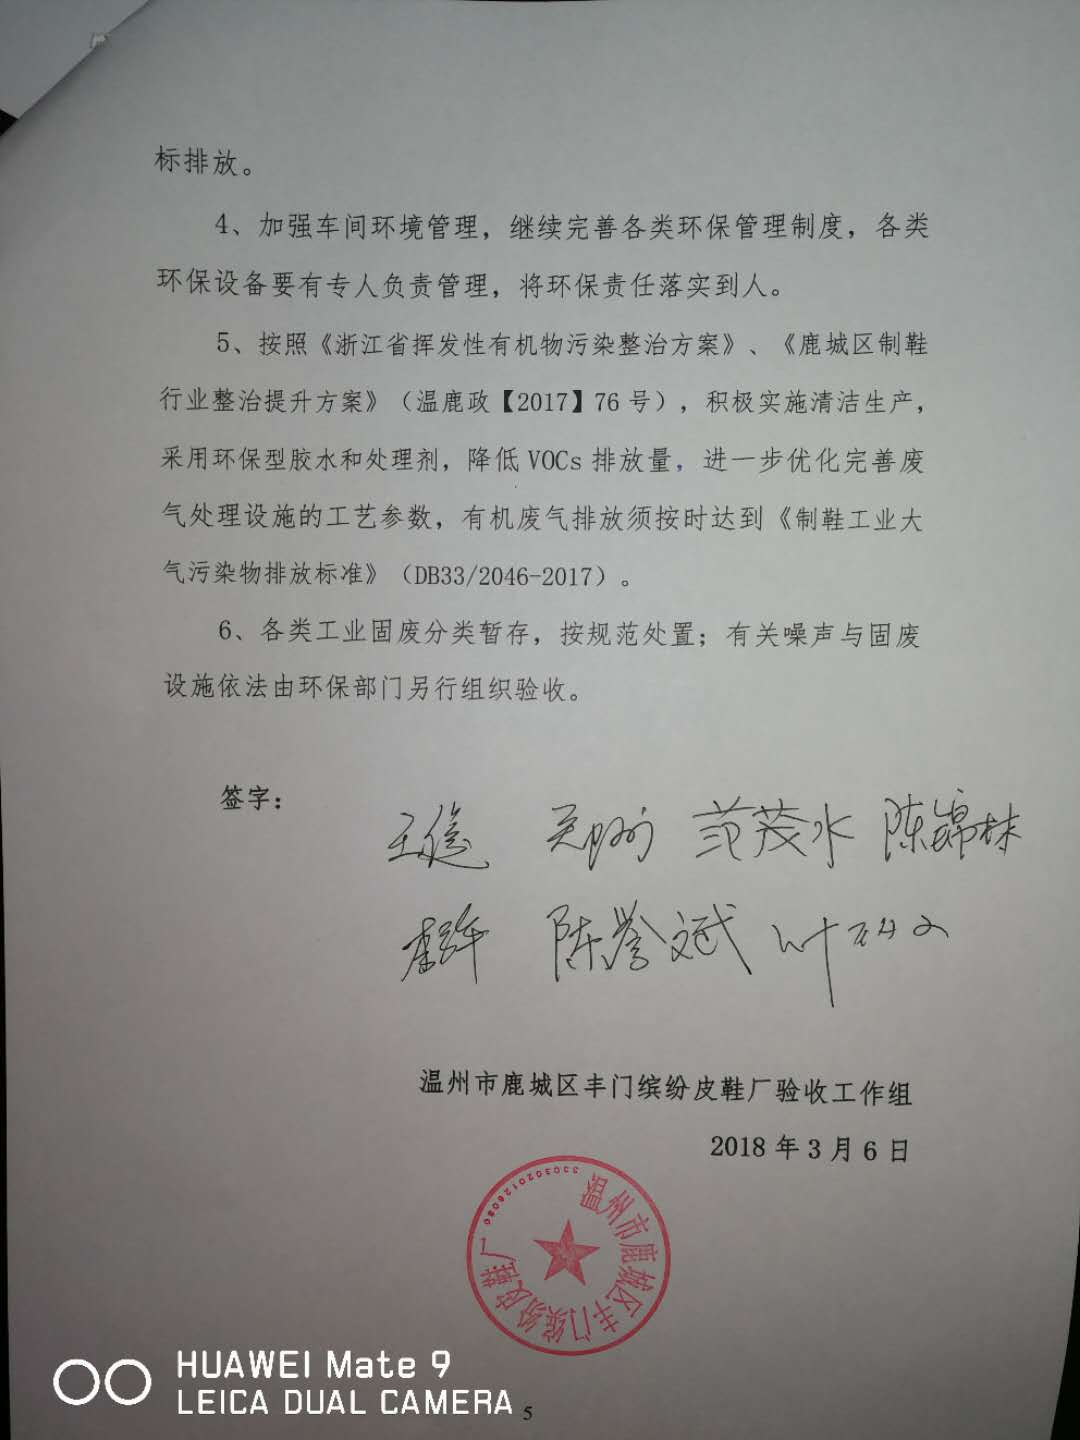 标排放。
4、加强车间环境管理，继续完善各类环保管理制度，各类
环保设备要有专人负责管理，将环保责任落实到人。
5、按照《浙江省挥发性有机物污染整治方案》、《鹿城区制鞋
行业整治提升方案》（温鹿政【2017】76号），积极实施清洁生产，
采用环保型胶水和处理剂，降低 VOCs 排放量，进一步优化完善废
气处理设施的工艺参数，有机废气排放须按时达到《制鞋工业大
气污染物排放标准》（DB33/2046-2017）。
6、各类工业固废分类暂存，按规范处置；有关噪声与固废
设施依法由环保部门另行组织验收。
签字：
范茂水 陈锦林
陈誉斌
温州市鹿城区丰门缤纷皮鞋厂验收工作组
2018 年 3 月 6 日
温州市鹿城区丰门缤纷皮鞋厂
HUAWEI Mate 9
LEICA DUAL CAMERA
5